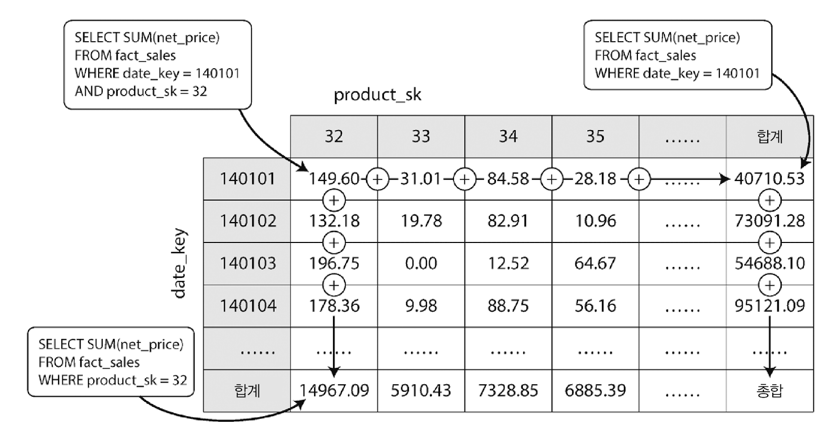 SELECT SUM(net_price)
FROM fact_sales
WHERE date_key = 140101
AND product_sk = 32
SELECT SUM(net_price)
FROM fact_sales
WHERE date_key = 140101
product_sk
32 33 34 35 ...... 합계
date_key
140101 149.60 + 31.01 + 84.58 + 28.18 + ...... 40710.53
+ +
140102 132.18 19.78 82.91 10.96 ...... 73091.28
+ +
140103 196.75 0.00 12.52 64.67 ...... 54688.10
+ +
140104 178.36 9.98 88.75 56.16 ...... 95121.09
...... ...... ...... ...... ...... ...... ......
합계 14967.09 5910.43 7328.85 6885.39 ...... 총합
SELECT SUM(net_price)
FROM fact_sales
WHERE product_sk = 32